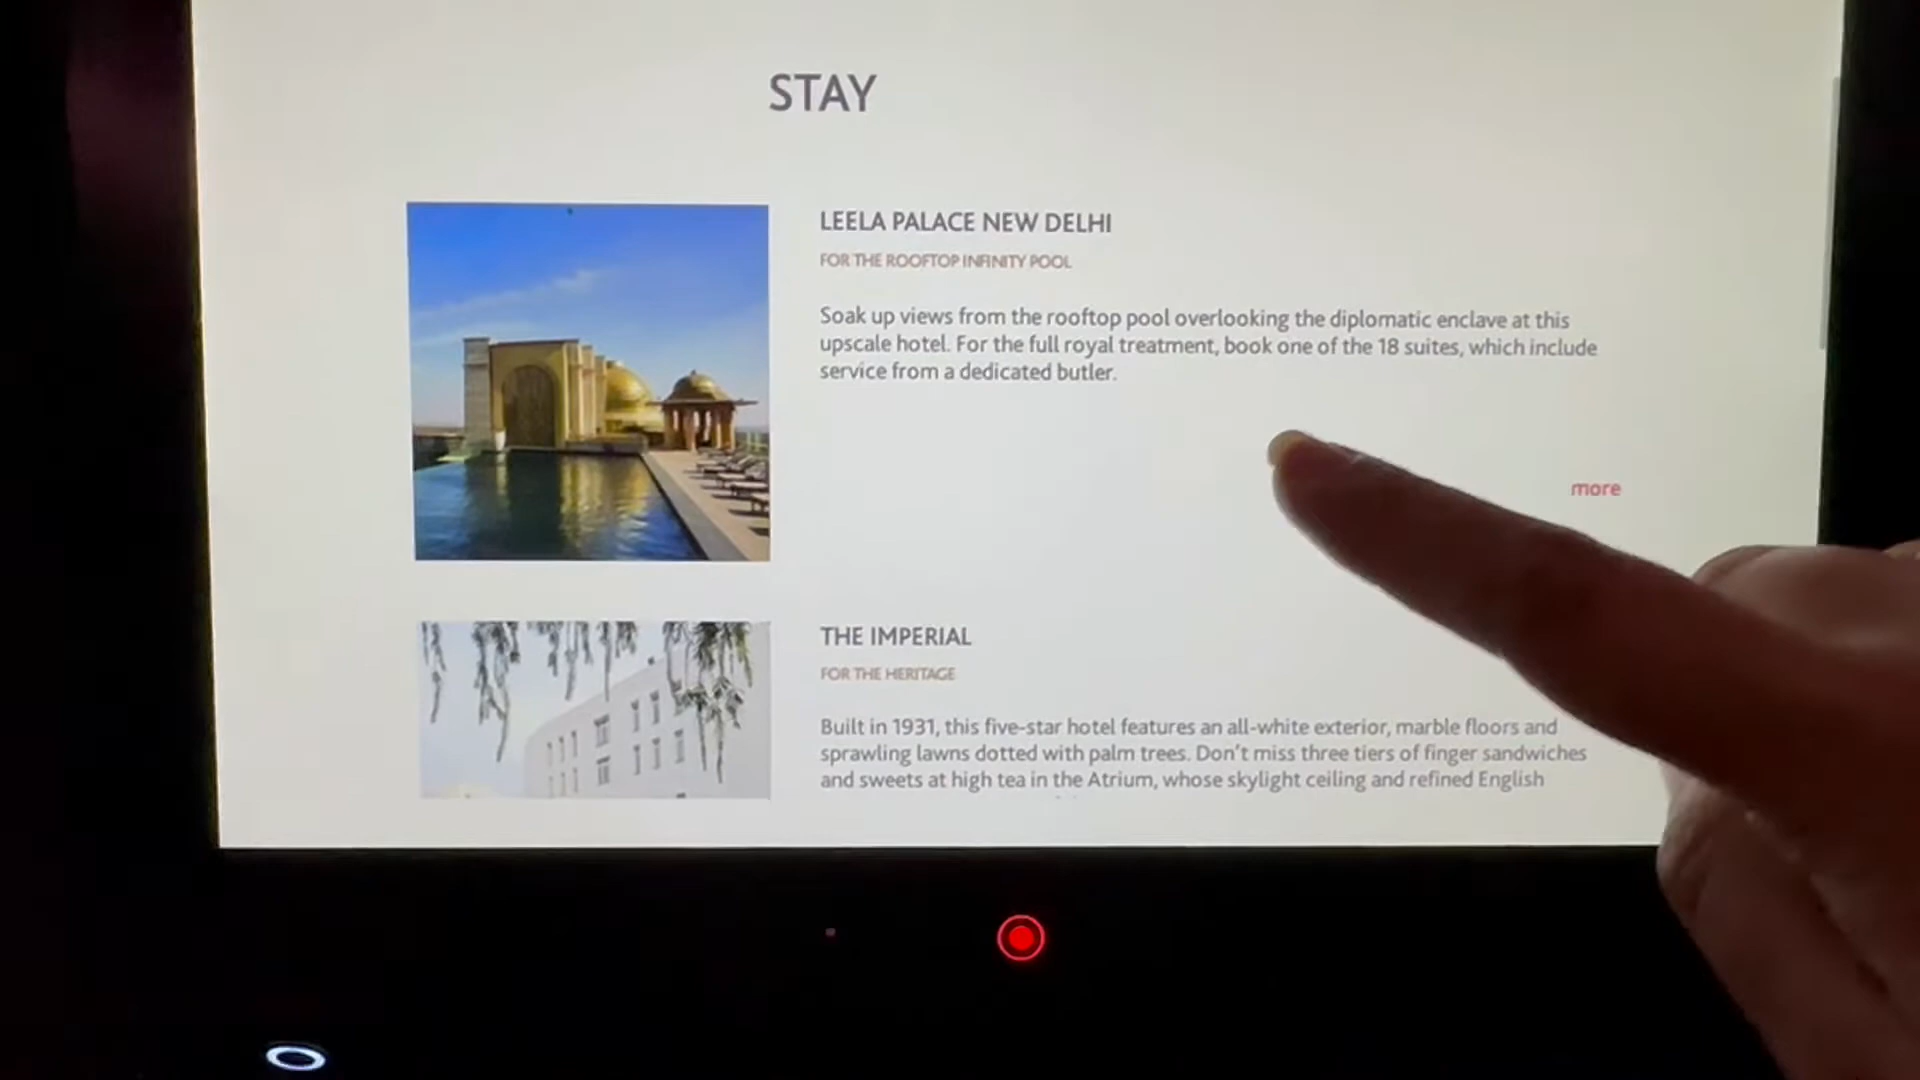 STAY
LEELA PALACE NEW DELHI
FOR THE ROOFTOP INFINITY POOL
Soak up views from the rooftop pool overlooking the diplomatic enclave at this
upscale hotel. For the full royal treatment, book one of the 18 suites, which include
service from a dedicated butler.
more
THE IMPERIAL
FOR THE HERITAGE
Built in 1931, this five-star hotel features an all-white exterior, marble floors and
sprawling lawns dotted with palm trees. Don't miss three tiers of finger sandwiches
and sweets at high tea in the Atrium, whose skylight ceiling and refined English